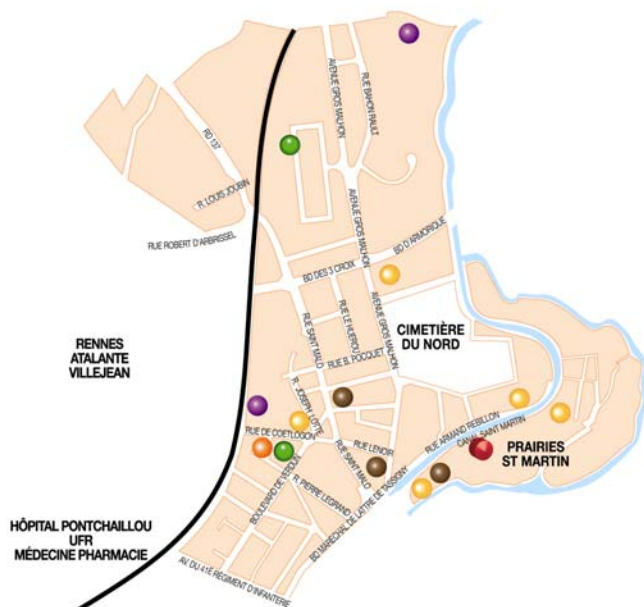 AVENUE GROS MALHON
RUE BAHON RAULT
RD 137
R. LOUIS JOUBIN
RUE ROBERT D'ARBRISSEL
AVENUE GROS MALHON
BD D'ARMORIQUE
BD DES 3 CROIX
RUE SAINT MALO
RUE LE HUEROU
AVENUE GROS MALHON
CIMETIÈRE
DU NORD
RENNES
ATALANTE
VILLEJEAN
RUE B. POCQUET
R. JOSEPH LOTTE
RUE ARMAND REBILLON
CANAL SAINT MARTIN
RUE DE COETLOGON
RUE LENOIR
RUE SAINT MALO
PRAIRIES
ST MARTIN
BOULEVARD DE VERDUN
R. PIERRE LEGRAND
BD MARÉCHAL DE LATTRE DE TASSIGNY
HÔPITAL PONTCHAILLOU
UFR
MÉDECINE PHARMACIE
AV. DU 41E RÉGIMENT D'INFANTERIE